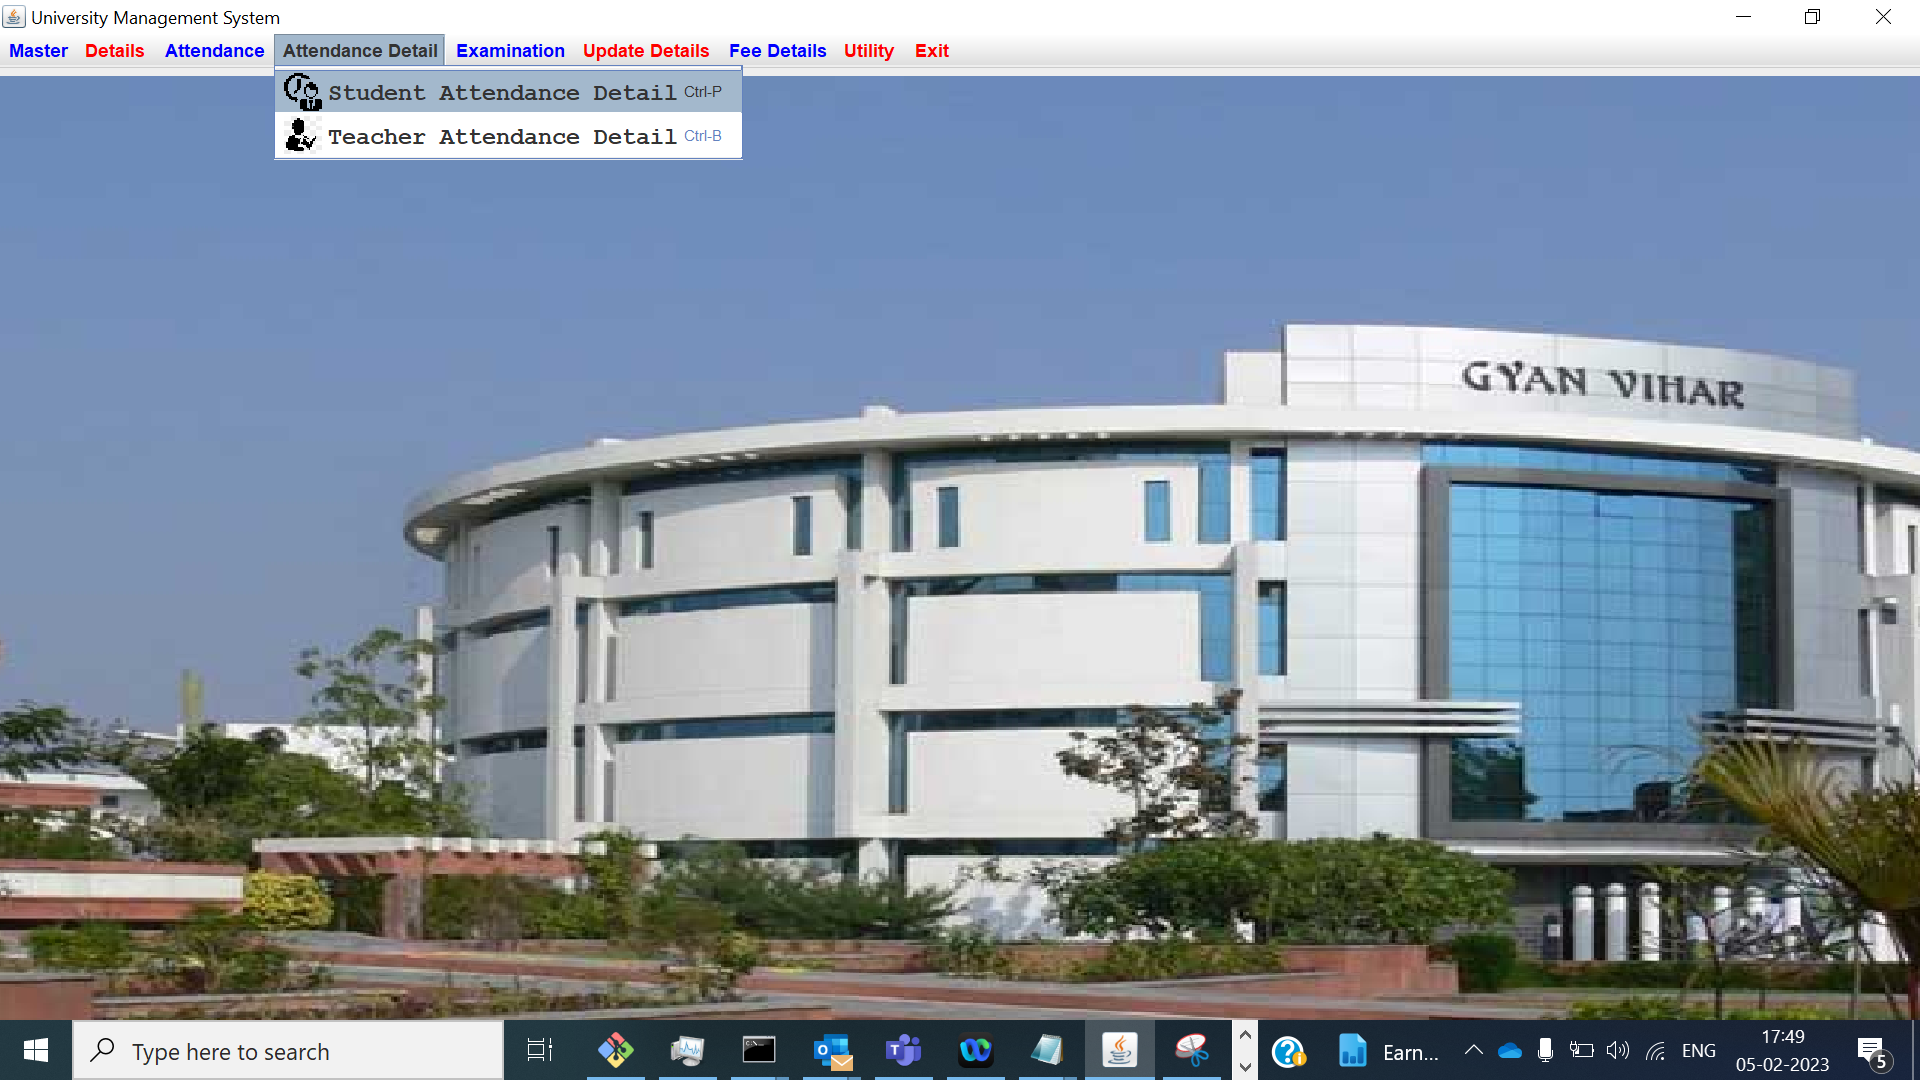 University Management System
Master Details Attendance Attendance Detail Examination Update Details Fee Details Utility Exit
Student Attendance Detail Ctrl-P
Teacher Attendance Detail Ctrl-B
GYAN VIHAR
Type here to search
Earn...
ENG
17:49
05-02-2023
5